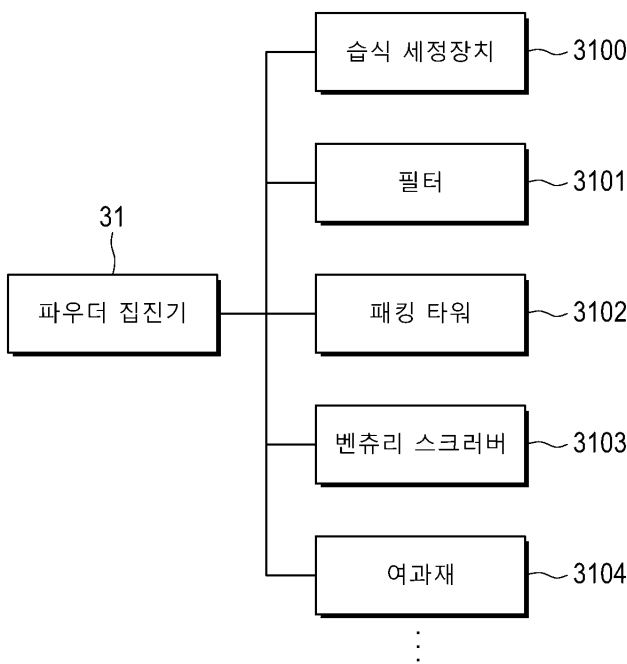 습식 세정장치
3100
필터
3101
31
파우더 집진기
패킹 타워
3102
벤츄리 스크러버
3103
여과재
3104